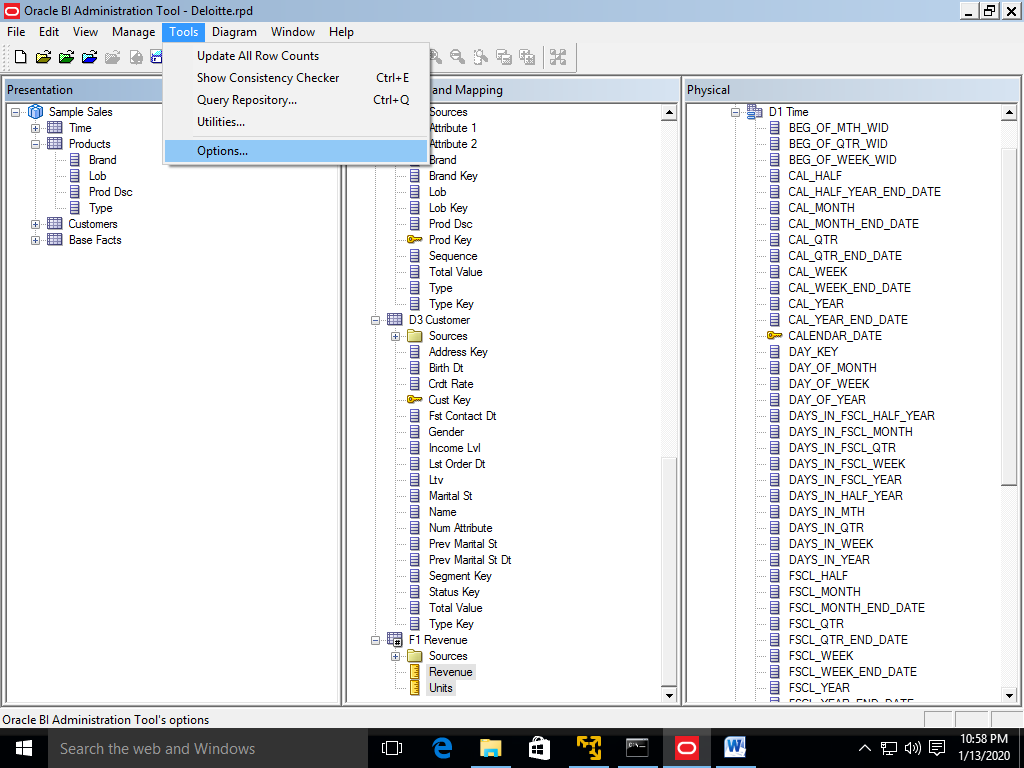 Oracle BI Administration Tool - Deloitte.rpd
File Edit View Manage Tools Diagram Window Help
Update All Row Counts
Show Consistency Checker Ctrl+E
Query Repository... Ctrl+Q
Utilities...
Options...
Presentation
Sample Sales
Time
Products
Brand
Lob
Prod Dsc
Type
Customers
Base Facts
and Mapping
Sources
Attribute 1
Attribute 2
Brand
Brand Key
Lob
Lob Key
Prod Dsc
Prod Key
Sequence
Total Value
Type
Type Key
D3 Customer
Sources
Address Key
Birth Dt
Crdt Rate
Cust Key
Fst Contact Dt
Gender
Income Lvl
Lst Order Dt
Ltv
Marital St
Name
Num Attribute
Prev Marital St
Prev Marital St Dt
Segment Key
Status Key
Total Value
Type Key
F1 Revenue
Sources
Revenue
Units
Physical
D1 Time
BEG_OF_MTH_WID
BEG_OF_QTR_WID
BEG_OF_WEEK_WID
CAL_HALF
CAL_HALF_YEAR_END_DATE
CAL_MONTH
CAL_MONTH_END_DATE
CAL_QTR
CAL_QTR_END_DATE
CAL_WEEK
CAL_WEEK_END_DATE
CAL_YEAR
CAL_YEAR_END_DATE
CALENDAR_DATE
DAY_KEY
DAY_OF_MONTH
DAY_OF_WEEK
DAY_OF_YEAR
DAYS_IN_FSCL_HALF_YEAR
DAYS_IN_FSCL_MONTH
DAYS_IN_FSCL_QTR
DAYS_IN_FSCL_WEEK
DAYS_IN_FSCL_YEAR
DAYS_IN_HALF_YEAR
DAYS_IN_MTH
DAYS_IN_QTR
DAYS_IN_WEEK
DAYS_IN_YEAR
FSCL_HALF
FSCL_MONTH
FSCL_MONTH_END_DATE
FSCL_QTR
FSCL_QTR_END_DATE
FSCL_WEEK
FSCL_WEEK_END_DATE
FSCL_YEAR
FSCL_YEAR_END_DATE
Oracle BI Administration Tool's options
Search the web and Windows
10:58 PM
1/13/2020